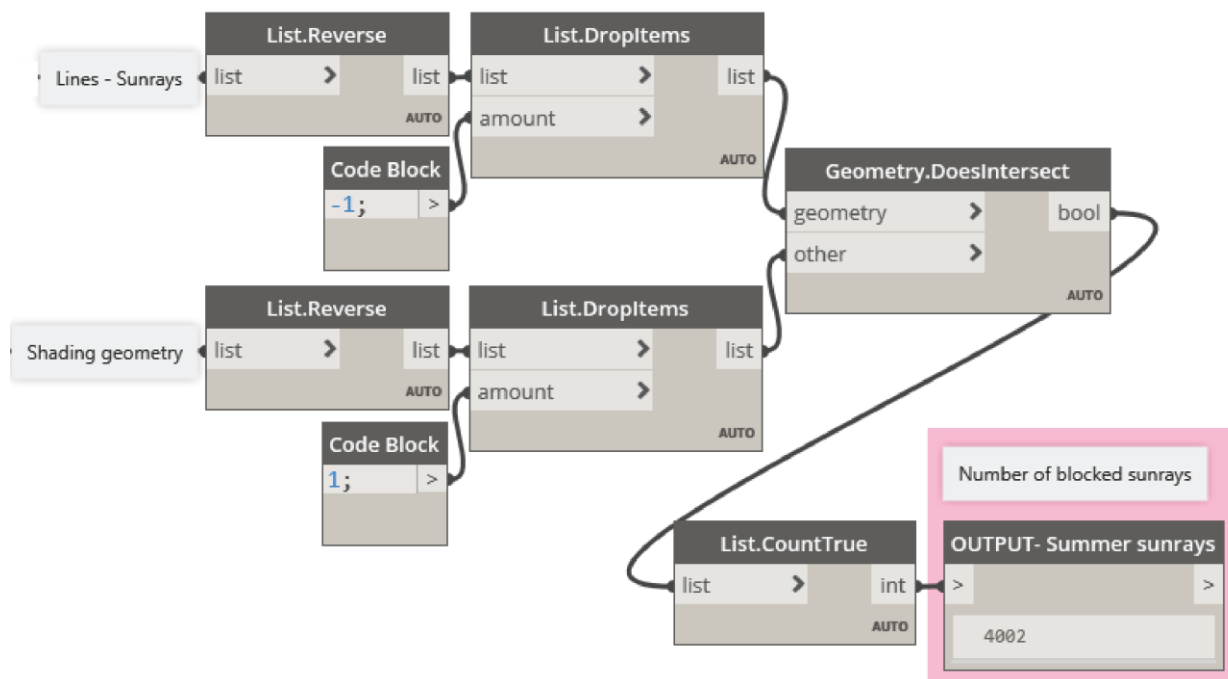 List.Reverse
List.DropItems
Lines - Sunrays
list > list
list > list
AUTO
amount >
AUTO
Code Block
-1; >
Geometry.DoesIntersect
geometry > bool
other >
AUTO
List.Reverse
List.DropItems
Shading geometry
list > list
list > list
AUTO
amount >
AUTO
Code Block
1; >
Number of blocked sunrays
List.CountTrue
OUTPUT- Summer sunrays
list > int
> >
AUTO
4002